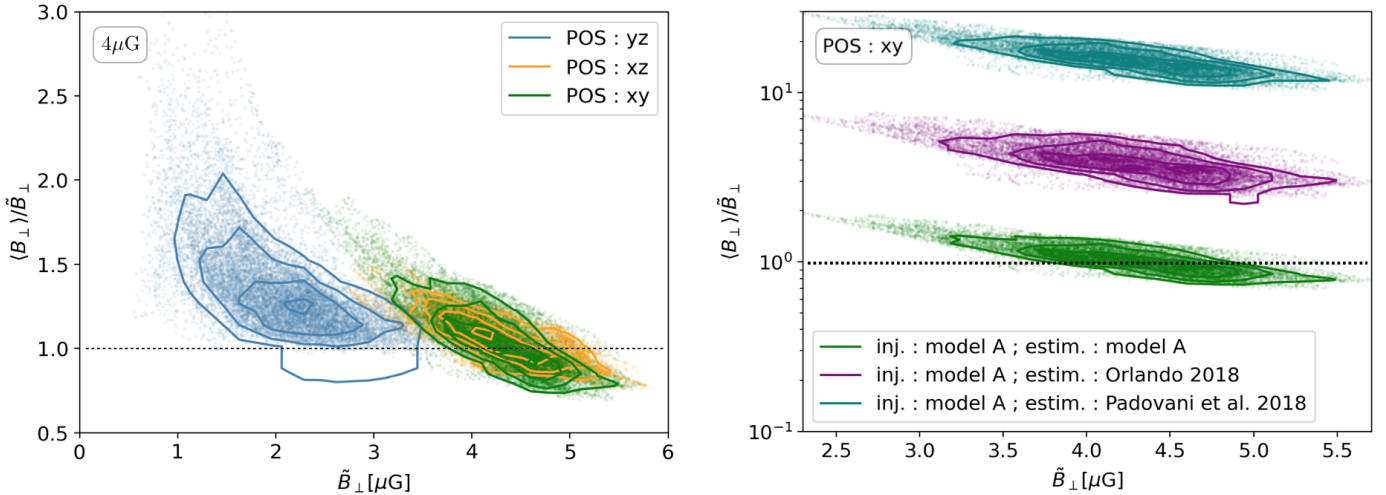 3.0
2.5
2.0
1.5
1.0
0.5
⟨B⊥⟩/B̃⊥
4μG
POS : yz
POS : xz
POS : xy
0 1 2 3 4 5 6
B̃⊥[μG]
⟨B⊥⟩/B̃⊥
10¹
10⁰
10⁻¹
POS : xy
inj. : model A ; estim. : model A
inj. : model A ; estim. : Orlando 2018
inj. : model A ; estim. : Padovani et al. 2018
2.5 3.0 3.5 4.0 4.5 5.0 5.5
B̃⊥[μG]